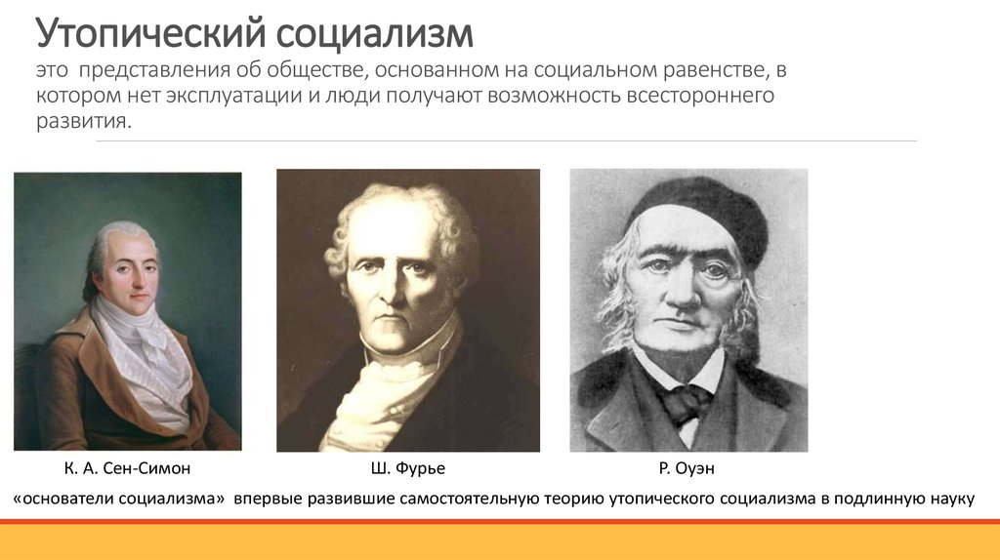 Утопический социализм
это представления об обществе, основанном на социальном равенстве, в
котором нет эксплуатации и люди получают возможность всестороннего
развития.
К. А. Сен-Симон
Ш. Фурье
Р. Оуэн
«основатели социализма» впервые развившие самостоятельную теорию утопического социализма в подлинную науку